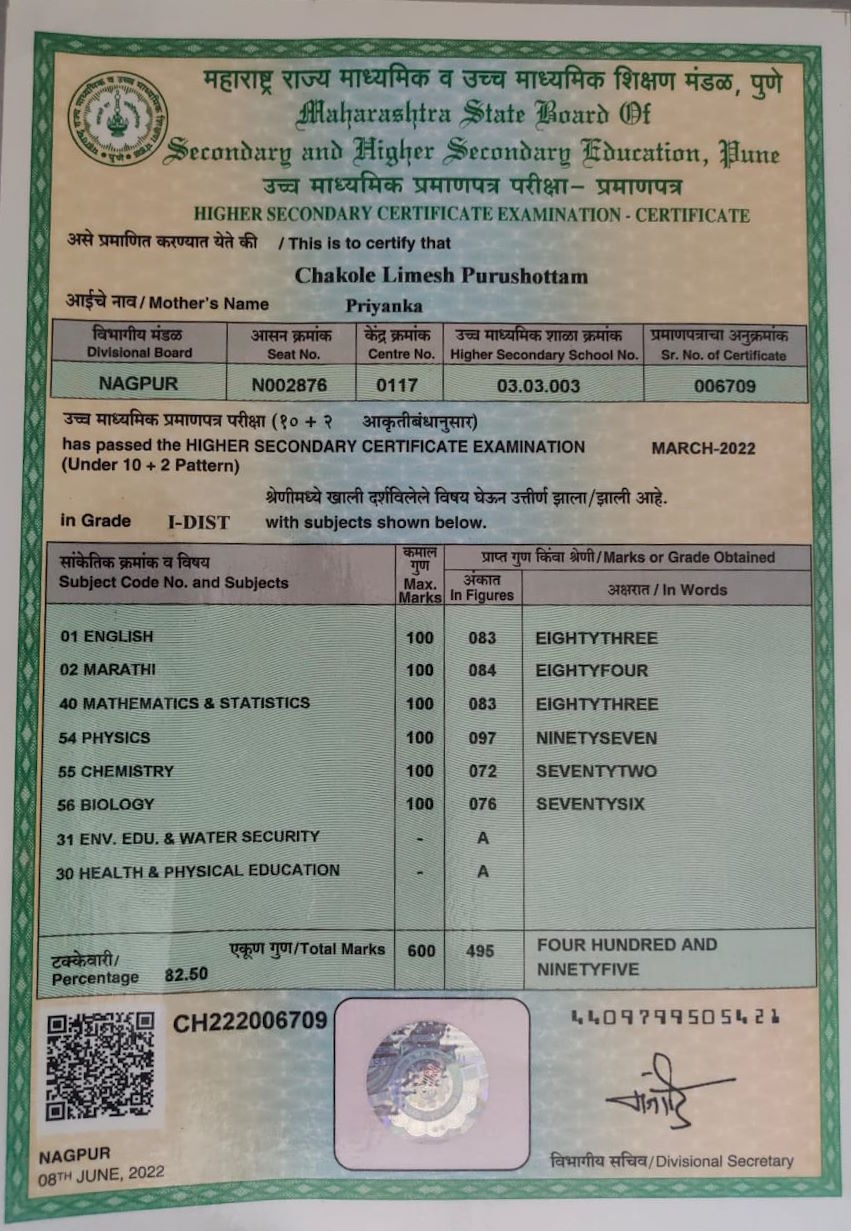 महाराष्ट्र राज्य माध्यमिक व उच्च माध्यमिक शिक्षण मंडळ, पुणे
Maharashtra State Board Of
Secondary and Higher Secondary Education, Pune
उच्च माध्यमिक प्रमाणपत्र परीक्षा– प्रमाणपत्र
HIGHER SECONDARY CERTIFICATE EXAMINATION - CERTIFICATE
असे प्रमाणित करण्यात येते की / This is to certify that
Chakole Limesh Purushottam
आईचे नाव / Mother's Name Priyanka
विभागीय मंडळ आसन क्रमांक केंद्र क्रमांक उच्च माध्यमिक शाळा क्रमांक प्रमाणपत्राचा अनुक्रमांक
Divisional Board Seat No. Centre No. Higher Secondary School No. Sr. No. of Certificate
NAGPUR N002876 0117 03.03.003 006709
उच्च माध्यमिक प्रमाणपत्र परीक्षा (१० + २ आकृतीबंधानुसार)
has passed the HIGHER SECONDARY CERTIFICATE EXAMINATION MARCH-2022
(Under 10 + 2 Pattern)
श्रेणीमध्ये खाली दर्शविलेले विषय घेऊन उत्तीर्ण झाला/झाली आहे.
in Grade I-DIST with subjects shown below.
सांकेतिक क्रमांक व विषय
Subject Code No. and Subjects
कमाल
गुण
Max.
Marks
प्राप्त गुण किंवा श्रेणी/Marks or Grade Obtained
अंकात
In Figures
अक्षरात / In Words
01 ENGLISH 100 083 EIGHTYTHREE
02 MARATHI 100 084 EIGHTYFOUR
40 MATHEMATICS & STATISTICS 100 083 EIGHTYTHREE
54 PHYSICS 100 097 NINETYSEVEN
55 CHEMISTRY 100 072 SEVENTYTWO
56 BIOLOGY 100 076 SEVENTYSIX
31 ENV. EDU. & WATER SECURITY - A
30 HEALTH & PHYSICAL EDUCATION - A
टक्केवारी/
Percentage 82.50
एकूण गुण/Total Marks 600 495 FOUR HUNDRED AND
NINETYFIVE
CH222006709
4409799505421
NAGPUR
08TH JUNE, 2022
विभागीय सचिव/Divisional Secretary